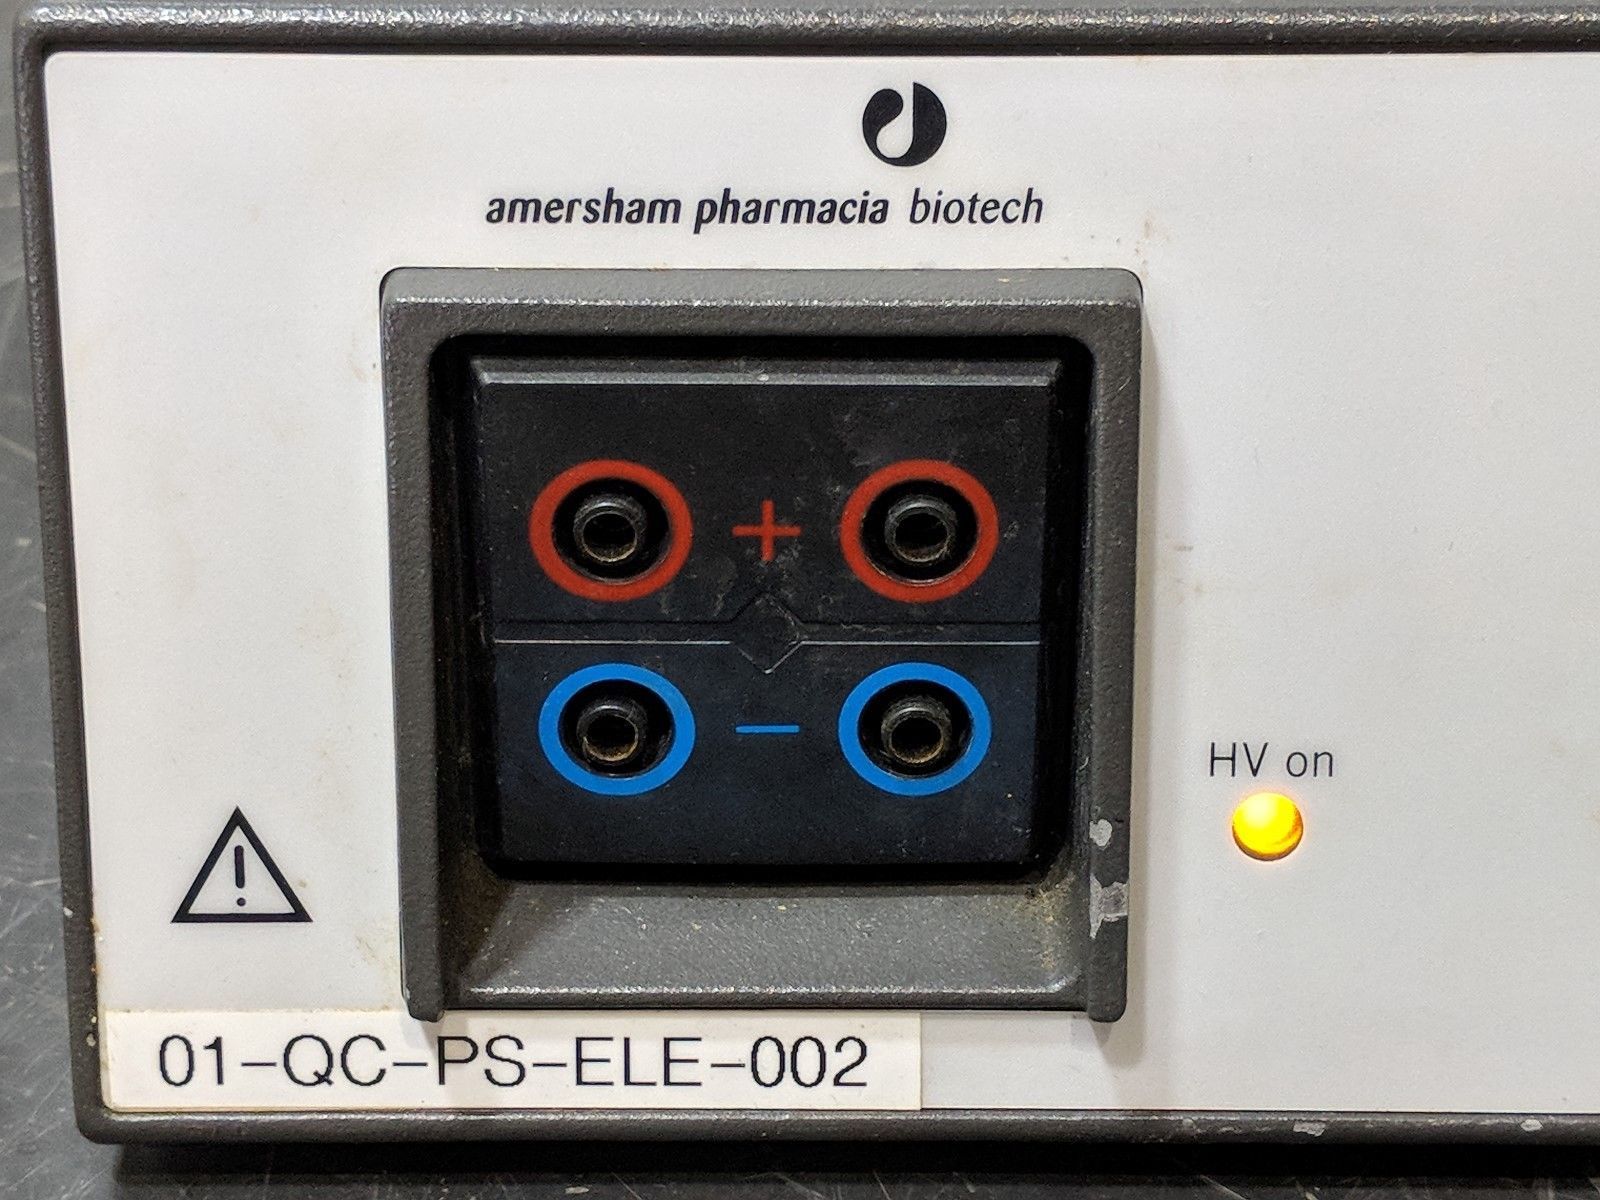 amersham pharmacia biotech
+
-
HV on
!
01-QC-PS-ELE-002